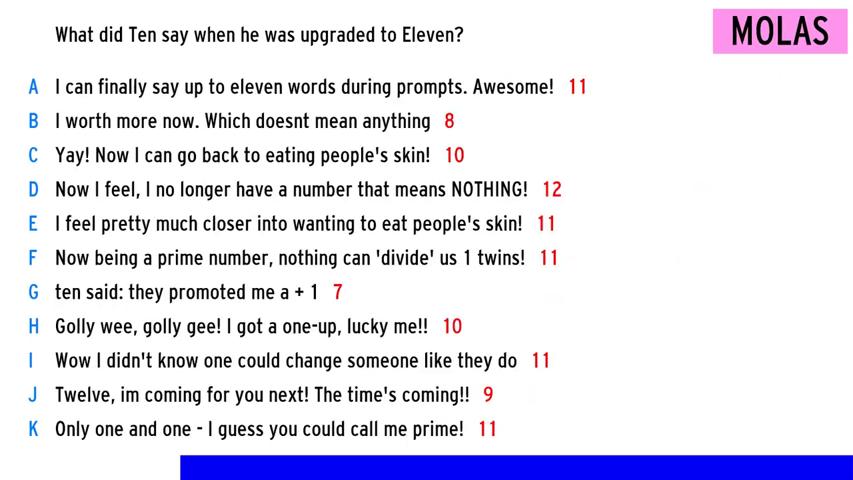 What did Ten say when he was upgraded to Eleven?
MOLAS
A I can finally say up to eleven words during prompts. Awesome! 11
B I worth more now. Which doesnt mean anything 8
C Yay! Now I can go back to eating people's skin! 10
D Now I feel, I no longer have a number that means NOTHING! 12
E I feel pretty much closer into wanting to eat people's skin! 11
F Now being a prime number, nothing can 'divide' us 1 twins! 11
G ten said: they promoted me a + 1 7
H Golly wee, golly gee! I got a one-up, lucky me!! 10
I Wow I didn't know one could change someone like they do 11
J Twelve, im coming for you next! The time's coming!! 9
K Only one and one - I guess you could call me prime! 11